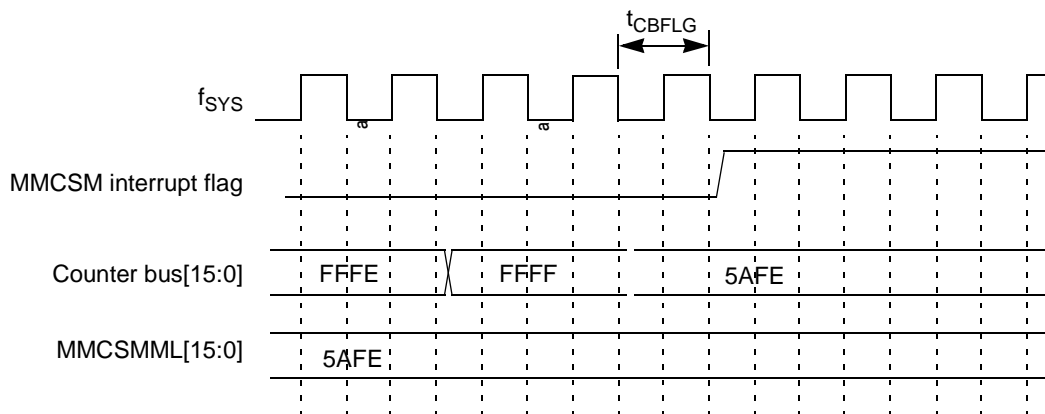 tCBFLG
fSYS
a a
MMCSM interrupt flag
Counter bus[15:0] FFFE FFFF 5AFE
MMCSMML[15:0] 5AFE